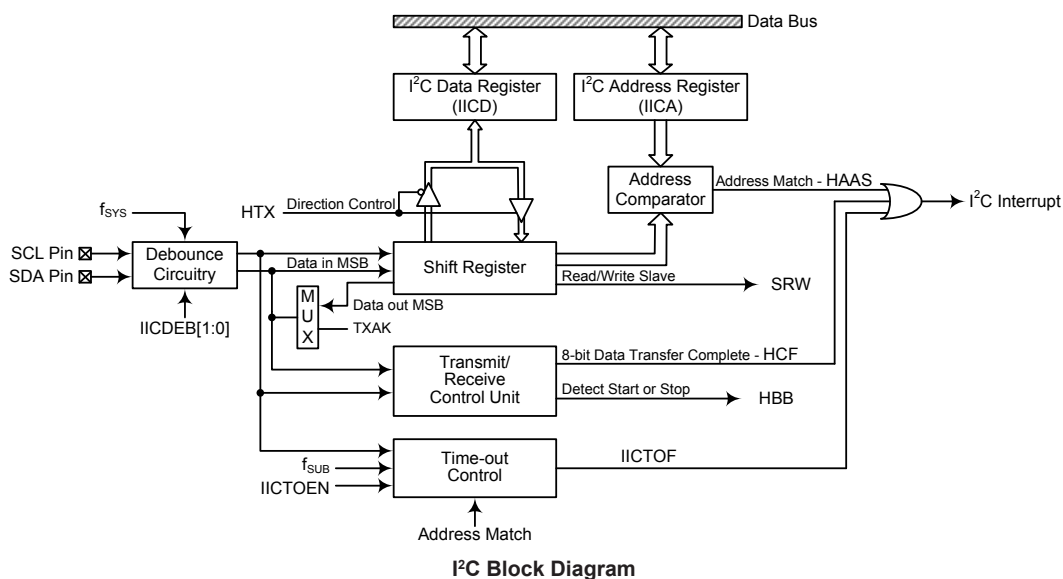 Data Bus
I²C Data Register
(IICD)
I²C Address Register
(IICA)
Address
Comparator
Address Match - HAAS
I²C Interrupt
HTX
Direction Control
fSYS
SCL Pin
SDA Pin
Debounce
Circuitry
IICDEB[1:0]
Data in MSB
Shift Register
Read/Write Slave
SRW
M
U
X
Data out MSB
TXAK
Transmit/
Receive
Control Unit
8-bit Data Transfer Complete - HCF
Detect Start or Stop
HBB
fSUB
IICTOEN
Time-out
Control
IICTOF
Address Match
I²C Block Diagram